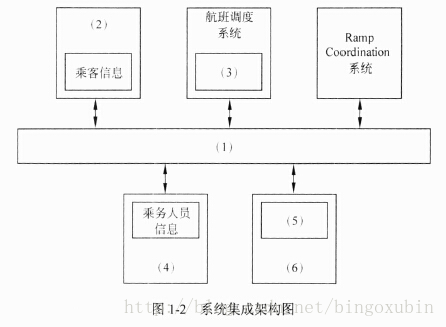 (2)
乘客信息
航班调度
系统
(3)
Ramp
Coordination
系统
(1)
乘务人员
信息
(4)
(5)
(6)
图 1-2 系统集成架构图
http://blog.csdn.net/bingoxubin